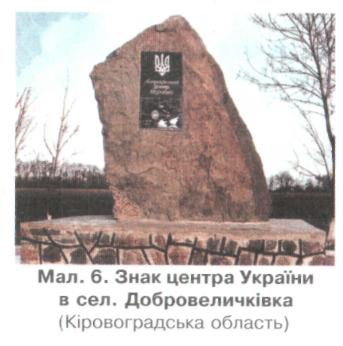 Мал. 6. Знак центра України
в сел. Добровеличківка
(Кіровоградська область)